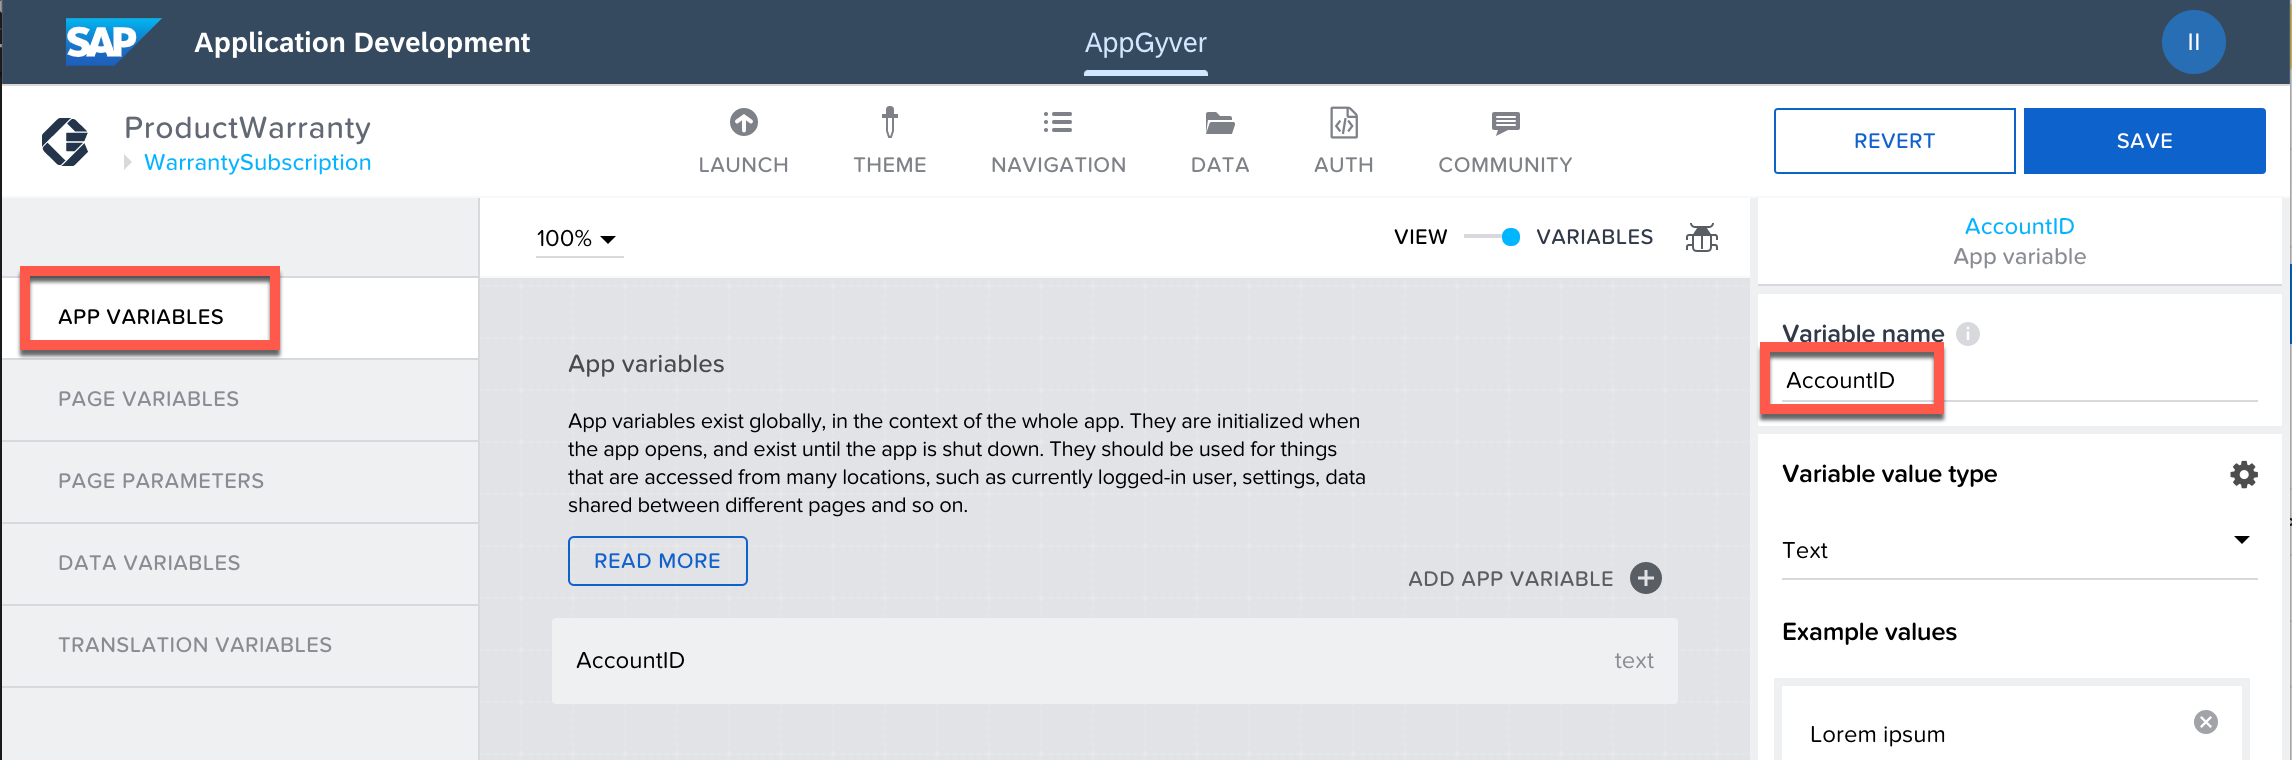 SAP Application Development AppGyver II
ProductWarranty
WarrantySubscription
LAUNCH THEME NAVIGATION DATA AUTH COMMUNITY
REVERT SAVE
100% VIEW VARIABLES
APP VARIABLES
PAGE VARIABLES
PAGE PARAMETERS
DATA VARIABLES
TRANSLATION VARIABLES
App variables
App variables exist globally, in the context of the whole app. They are initialized when
the app opens, and exist until the app is shut down. They should be used for things
that are accessed from many locations, such as currently logged-in user, settings, data
shared between different pages and so on.
READ MORE
ADD APP VARIABLE
AccountID text
AccountID
App variable
Variable name
AccountID
Variable value type
Text
Example values
Lorem ipsum